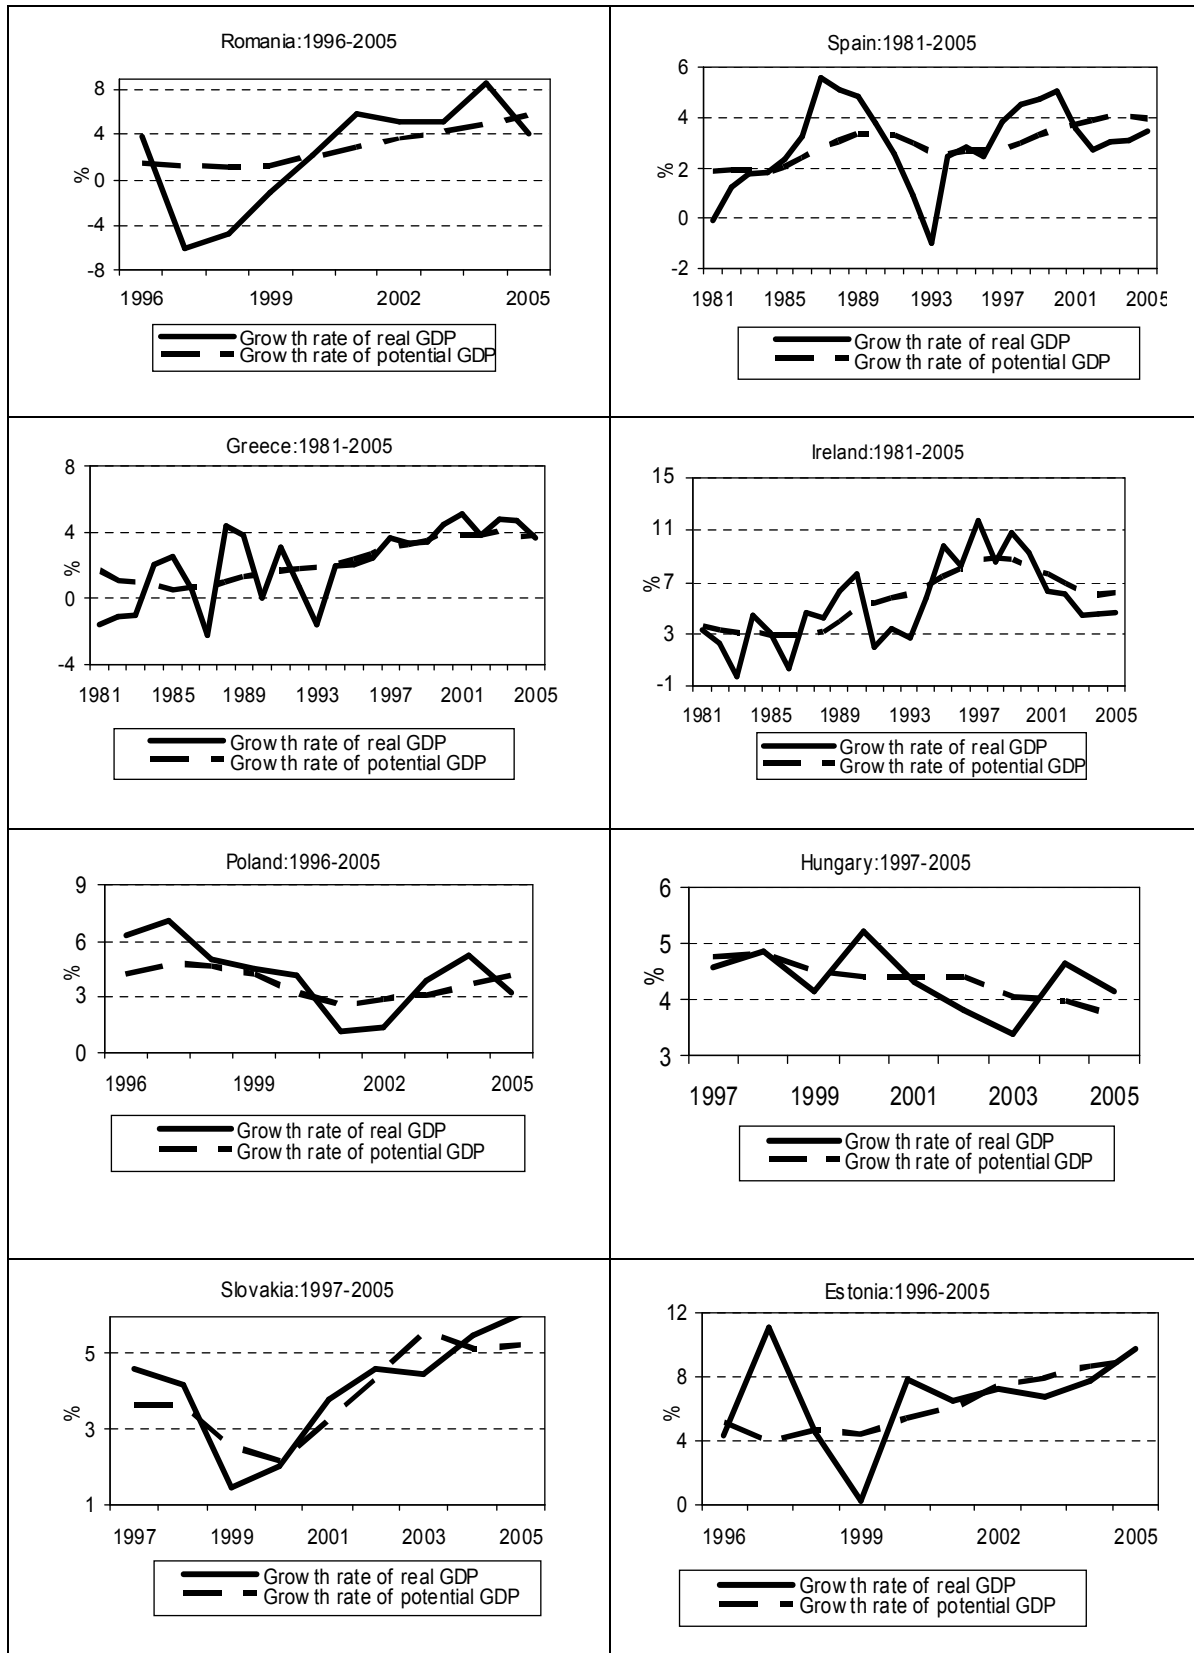 Romania:1996-2005
8
4
0
-4
-8
%
1996 1999 2002 2005
Grow th rate of real GDP
Grow th rate of potential GDP
Spain:1981-2005
6
4
2
0
-2
%
1981 1985 1989 1993 1997 2001 2005
Grow th rate of real GDP
Grow th rate of potential GDP
Greece:1981-2005
8
4
0
-4
%
1981 1985 1989 1993 1997 2001 2005
Grow th rate of real GDP
Grow th rate of potential GDP
Ireland:1981-2005
15
11
7
3
-1
%
1981 1985 1989 1993 1997 2001 2005
Grow th rate of real GDP
Grow th rate of potential GDP
Poland:1996-2005
9
6
3
0
%
1996 1999 2002 2005
Grow th rate of real GDP
Grow th rate of potential GDP
Hungary:1997-2005
6
5
4
3
%
1997 1999 2001 2003 2005
Grow th rate of real GDP
Grow th rate of potential GDP
Slovakia:1997-2005
5
3
1
%
1997 1999 2001 2003 2005
Grow th rate of real GDP
Grow th rate of potential GDP
Estonia:1996-2005
12
8
4
0
%
1996 1999 2002 2005
Grow th rate of real GDP
Grow th rate of potential GDP